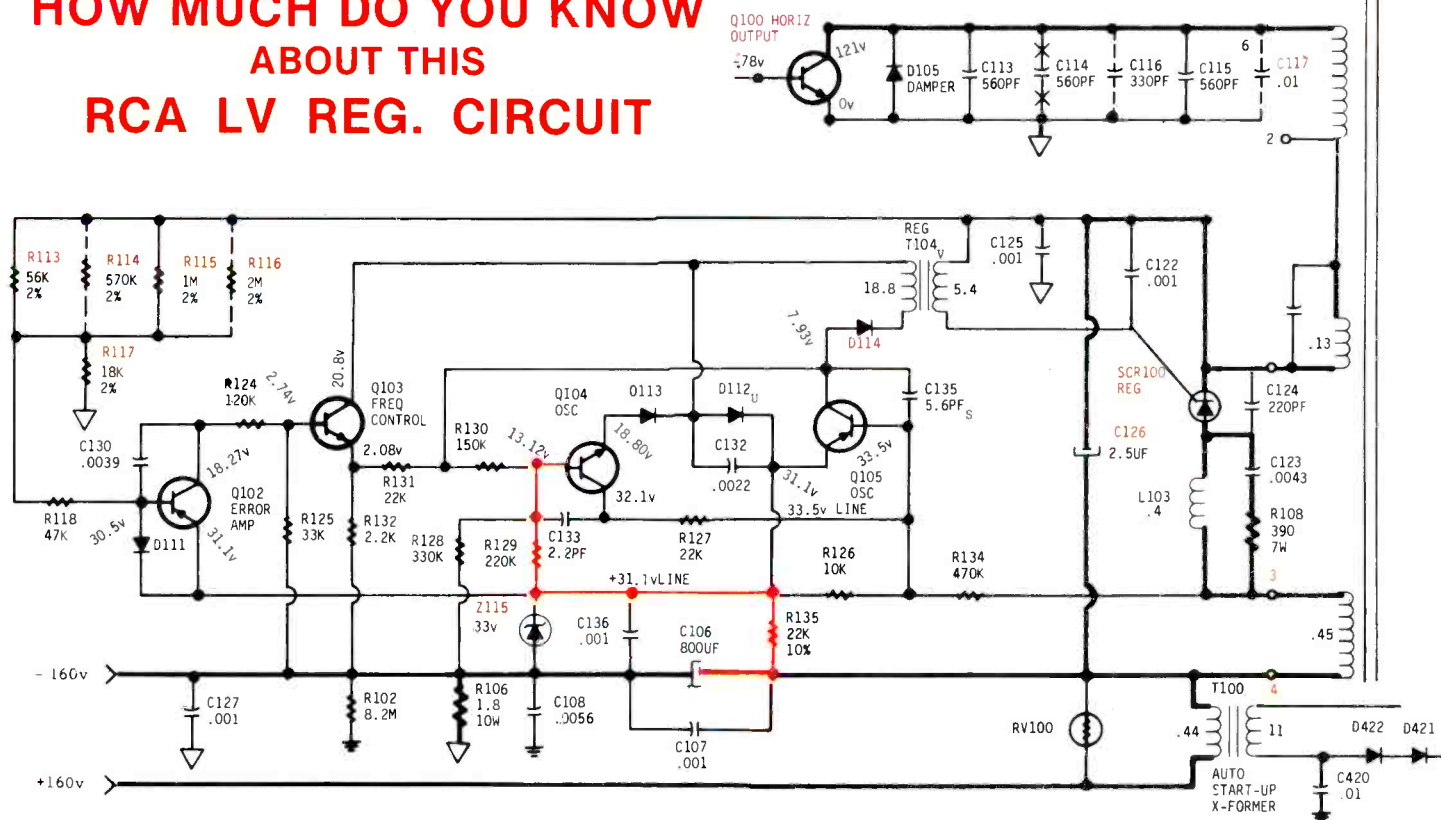 HOW MUCH DO YOU KNOW
ABOUT THIS
RCA LV REG. CIRCUIT
Q100 HORIZ
OUTPUT
-78v
121v
0v
D105
DAMPER
C113
560PF
C114
560PF
C116
330PF
C115
560PF
6
C117
.01
2
R113
56K
2%
R114
570K
2%
R115
1M
2%
R116
2M
2%
R117
18K
2%
R124
120K
2.74v
20.8v
Q103
FREQ
CONTROL
2.08v
C130
.0039
18.27v
Q102
ERROR
AMP
R118
47K
30.5v
D111
31.1v
R125
33K
R131
22K
R132
2.2K
R130
150K
13.12v
Q104
OSC
18.80v
32.1v
D113
D112
U
C132
.0022
31.1v
Q105
OSC
33.5v
33.5v LINE
7.93v
D114
C135
5.6PF
S
REG
T104
V
18.8
5.4
C125
.001
C122
.001
SCR100
REG
C126
2.5UF
.13
C124
220PF
C123
.0043
L103
.4
R108
390
7W
R128
330K
R129
220K
C133
2.2PF
R127
22K
R126
10K
R134
470K
3
+31.1vLINE
Z115
33v
C136
.001
C106
800UF
R135
22K
10%
.45
- 160v
C127
.001
R102
8.2M
R106
1.8
10W
C108
.0056
C107
.001
RV100
T100
4
.44
11
D422
D421
+160v
AUTO
START-UP
X-FORMER
C420
.01